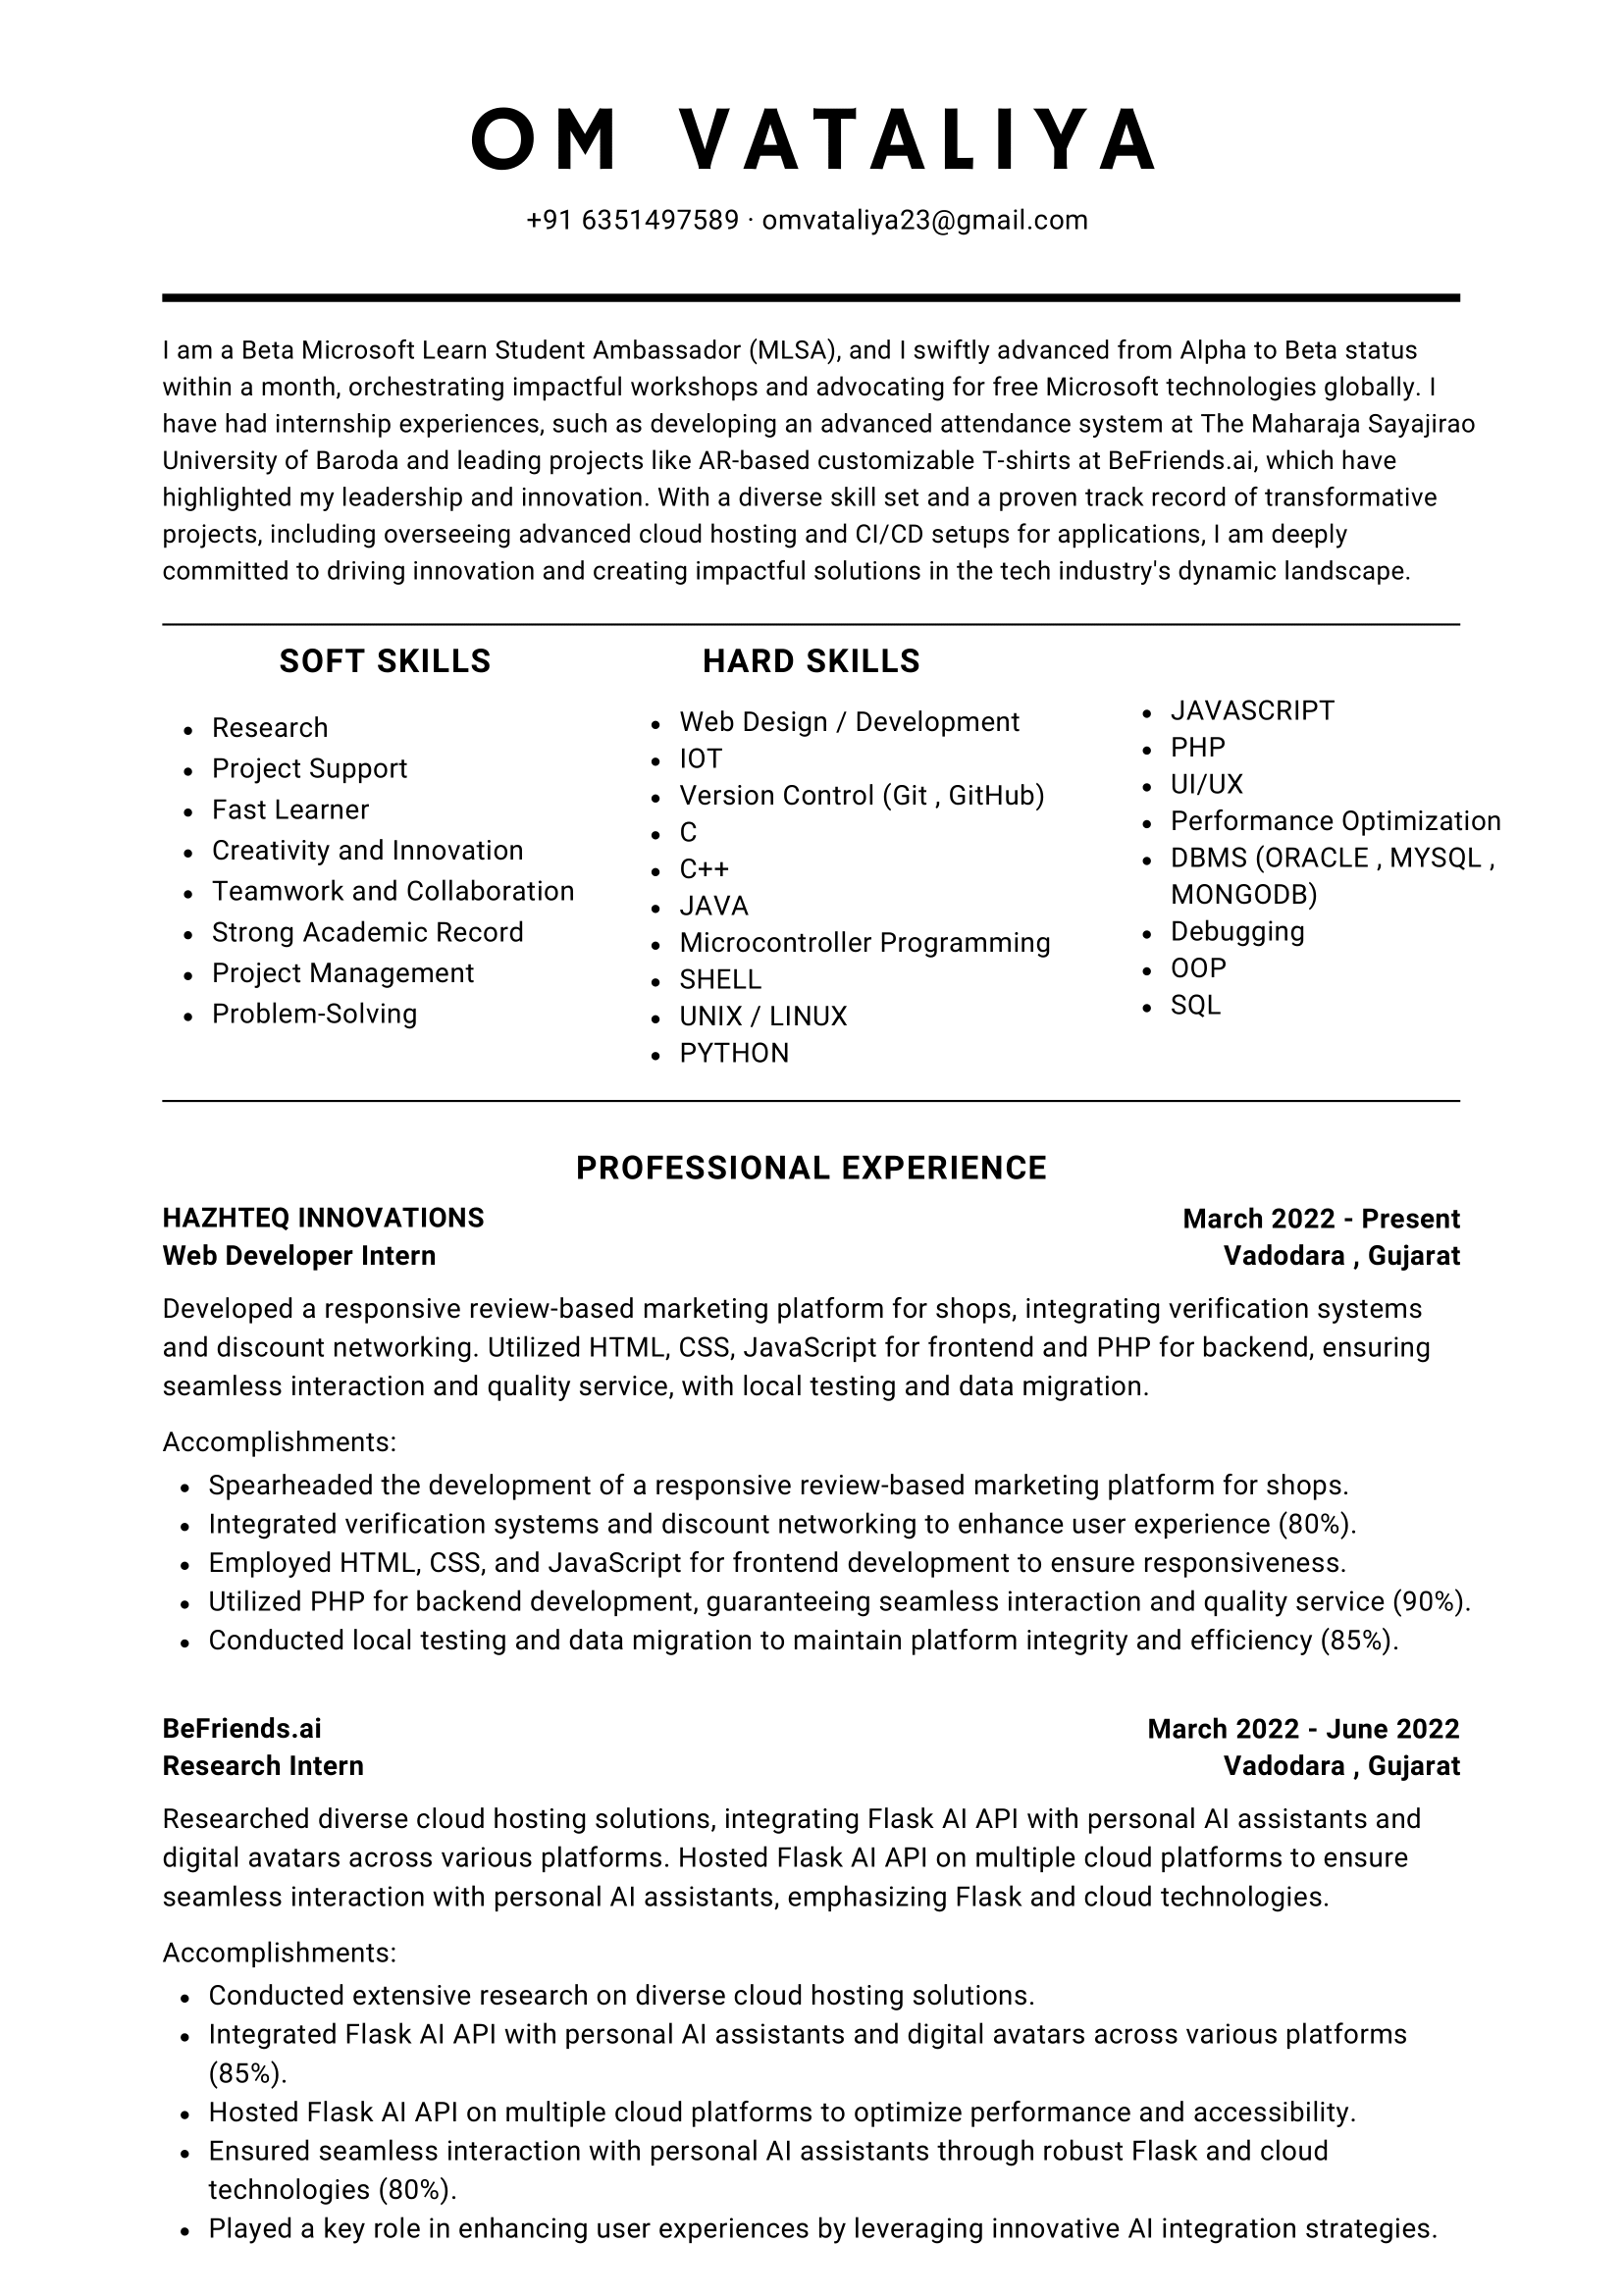 OM VATALIYA
+91 6351497589 · omvataliya23@gmail.com
I am a Beta Microsoft Learn Student Ambassador (MLSA), and I swiftly advanced from Alpha to Beta status
within a month, orchestrating impactful workshops and advocating for free Microsoft technologies globally. I
have had internship experiences, such as developing an advanced attendance system at The Maharaja Sayajirao
University of Baroda and leading projects like AR-based customizable T-shirts at BeFriends.ai, which have
highlighted my leadership and innovation. With a diverse skill set and a proven track record of transformative
projects, including overseeing advanced cloud hosting and CI/CD setups for applications, I am deeply
committed to driving innovation and creating impactful solutions in the tech industry's dynamic landscape.
SOFT SKILLS
• Research
• Project Support
• Fast Learner
• Creativity and Innovation
• Teamwork and Collaboration
• Strong Academic Record
• Project Management
• Problem-Solving
HARD SKILLS
• Web Design / Development
• IOT
• Version Control (Git , GitHub)
• C
• C++
• JAVA
• Microcontroller Programming
• SHELL
• UNIX / LINUX
• PYTHON
• JAVASCRIPT
• PHP
• UI/UX
• Performance Optimization
• DBMS (ORACLE , MYSQL ,
MONGODB)
• Debugging
• OOP
• SQL
PROFESSIONAL EXPERIENCE
HAZHTEQ INNOVATIONS March 2022 - Present
Web Developer Intern Vadodara , Gujarat
Developed a responsive review-based marketing platform for shops, integrating verification systems
and discount networking. Utilized HTML, CSS, JavaScript for frontend and PHP for backend, ensuring
seamless interaction and quality service, with local testing and data migration.
Accomplishments:
• Spearheaded the development of a responsive review-based marketing platform for shops.
• Integrated verification systems and discount networking to enhance user experience (80%).
• Employed HTML, CSS, and JavaScript for frontend development to ensure responsiveness.
• Utilized PHP for backend development, guaranteeing seamless interaction and quality service (90%).
• Conducted local testing and data migration to maintain platform integrity and efficiency (85%).
BeFriends.ai March 2022 - June 2022
Research Intern Vadodara , Gujarat
Researched diverse cloud hosting solutions, integrating Flask AI API with personal AI assistants and
digital avatars across various platforms. Hosted Flask AI API on multiple cloud platforms to ensure
seamless interaction with personal AI assistants, emphasizing Flask and cloud technologies.
Accomplishments:
• Conducted extensive research on diverse cloud hosting solutions.
• Integrated Flask AI API with personal AI assistants and digital avatars across various platforms
(85%).
• Hosted Flask AI API on multiple cloud platforms to optimize performance and accessibility.
• Ensured seamless interaction with personal AI assistants through robust Flask and cloud
technologies (80%).
• Played a key role in enhancing user experiences by leveraging innovative AI integration strategies.